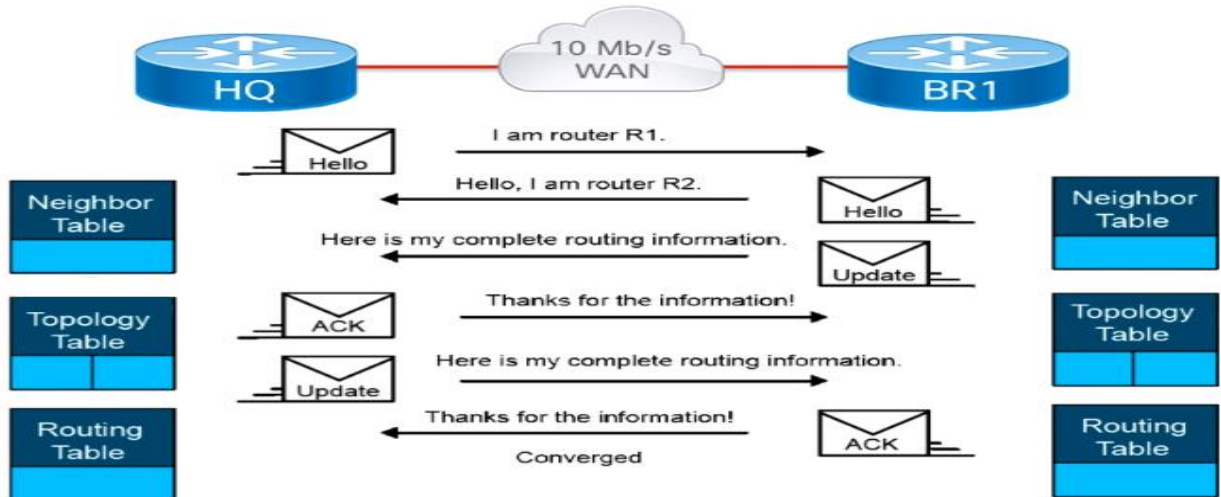 10 Mb/s
WAN
HQ
BR1
I am router R1.
Hello
Hello, I am router R2.
Hello
Neighbor
Table
Neighbor
Table
Here is my complete routing information.
Update
Thanks for the information!
ACK
Topology
Table
Topology
Table
Here is my complete routing information.
Update
Thanks for the information!
ACK
Routing
Table
Routing
Table
Converged